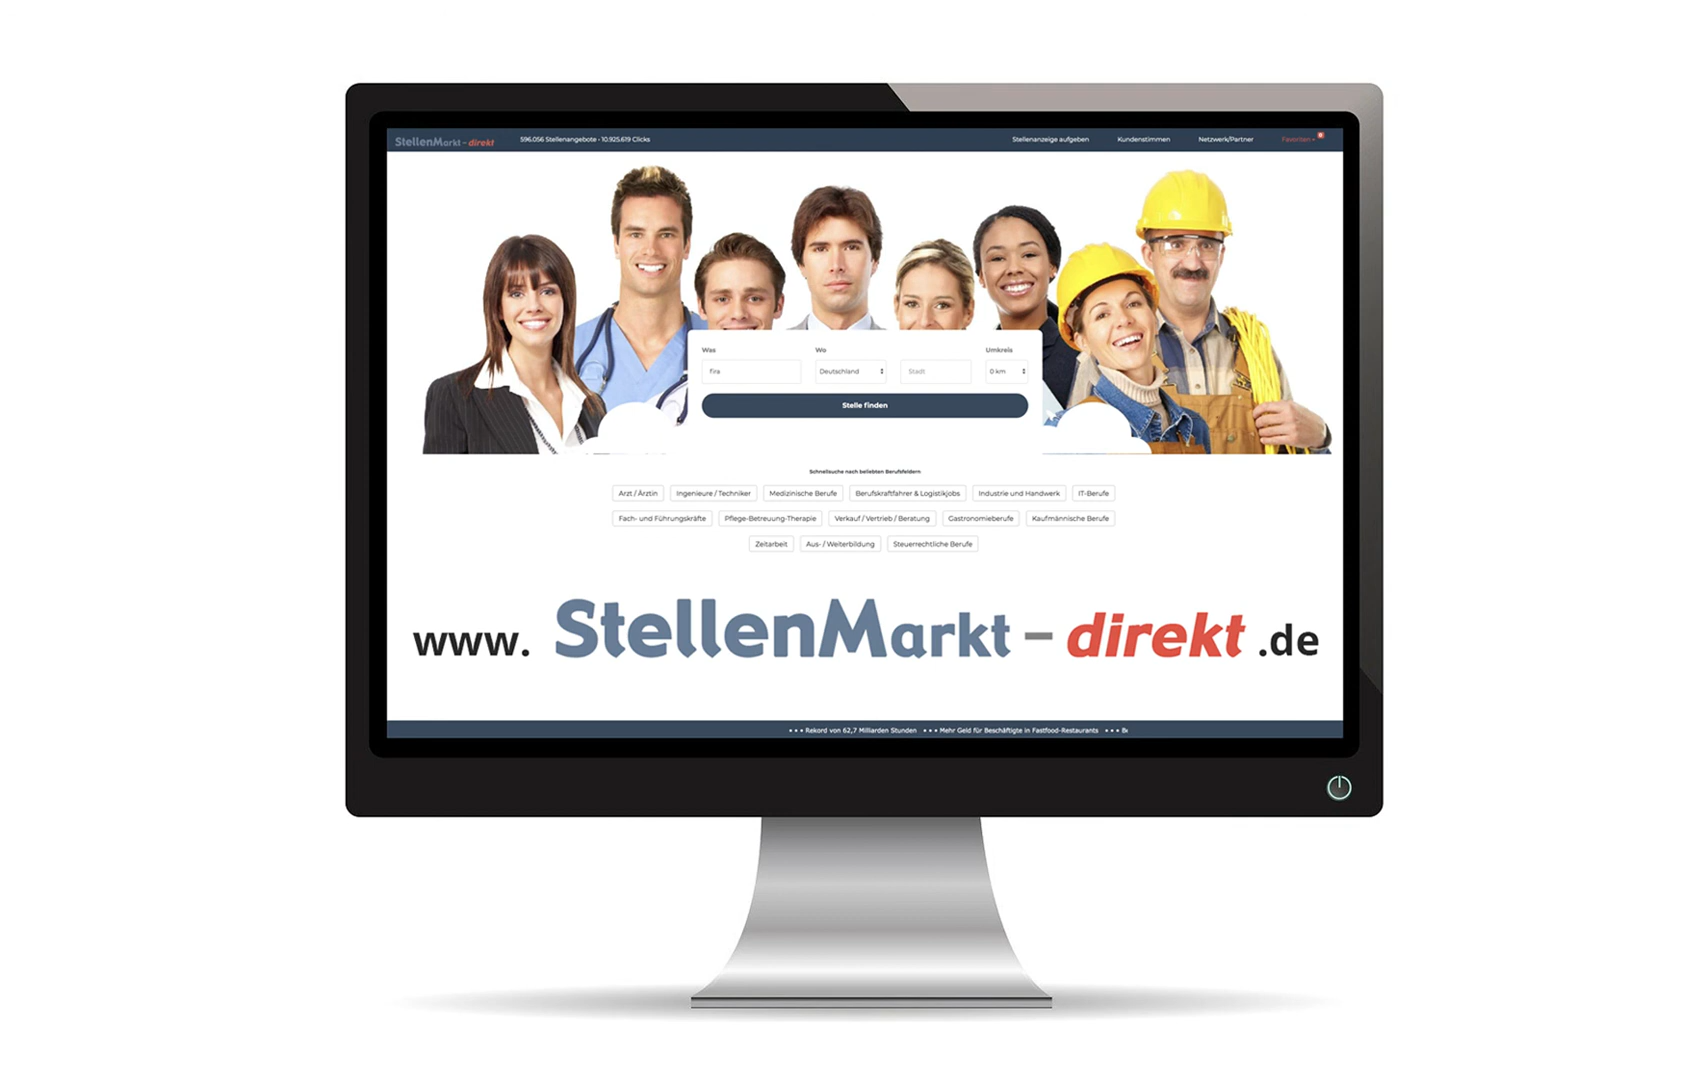 StellenMarkt - direkt 596.056 Stellenangebote • 10.925.619 Clicks Stellenanzeige aufgeben Kundenstimmen Netzwerk/Partner Favoriten 0
Was Wo Umkreis
fira Deutschland Stadt 0 km
Stelle finden
Schnellsuche nach beliebten Berufsfeldern
Arzt / Ärztin Ingenieure / Techniker Medizinische Berufe Berufskraftfahrer & Logistikjobs Industrie und Handwerk IT-Berufe
Fach- und Führungskräfte Pflege-Betreuung-Therapie Verkauf / Vertrieb / Beratung Gastronomieberufe Kaufmännische Berufe
Zeitarbeit Aus- / Weiterbildung Steuerrechtliche Berufe
www. StellenMarkt - direkt .de
• • • Rekord von 62,7 Milliarden Stunden • • • Mehr Geld für Beschäftigte in Fastfood-Restaurants • • •